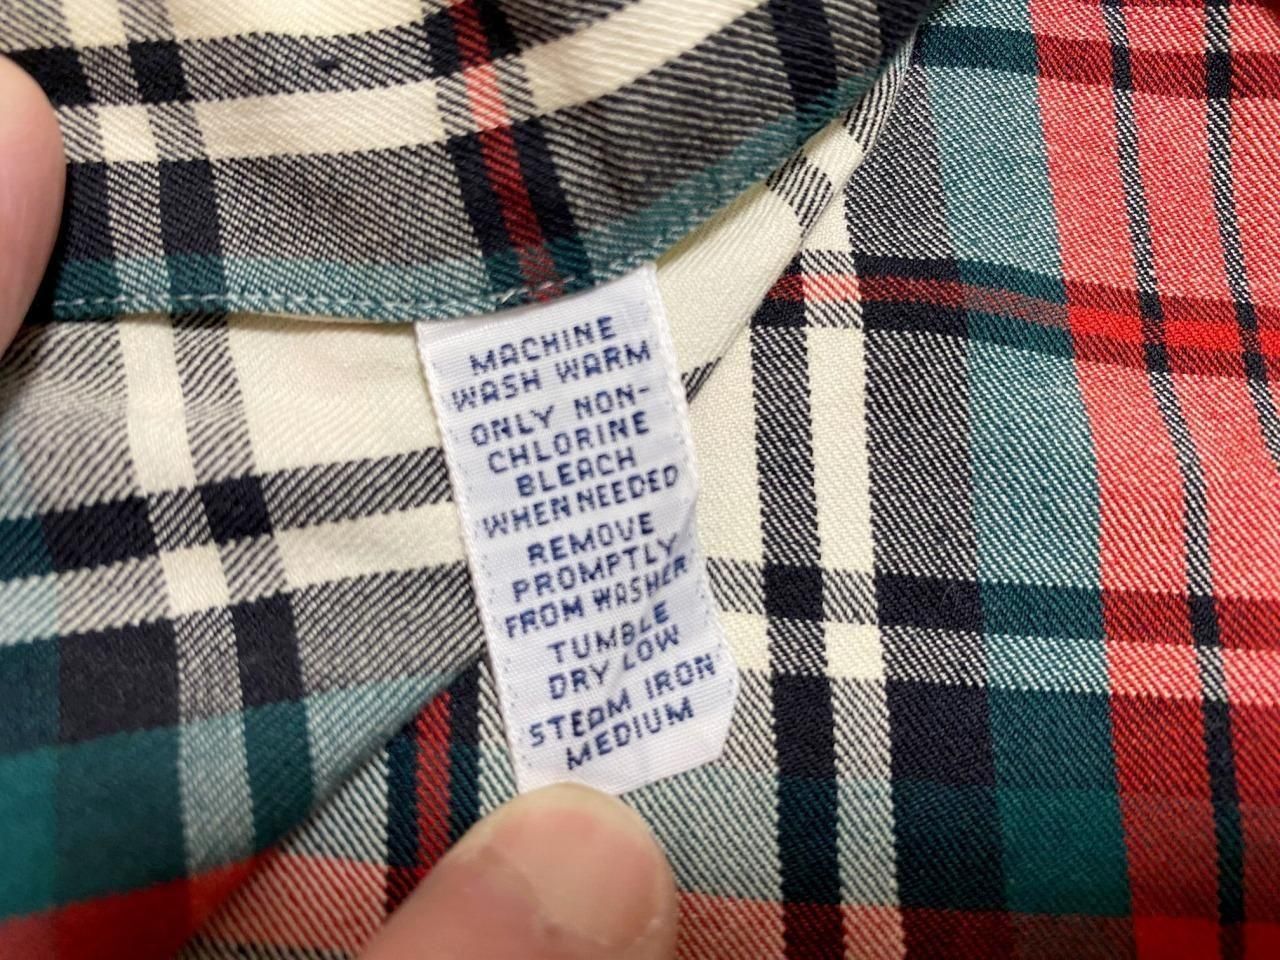 MACHINE
WASH WARM
ONLY NON-
CHLORINE
BLEACH
WHEN NEEDED
REMOVE
PROMPTLY
FROM WASHER
TUMBLE
DRY LOW
STEAM IRON
MEDIUM